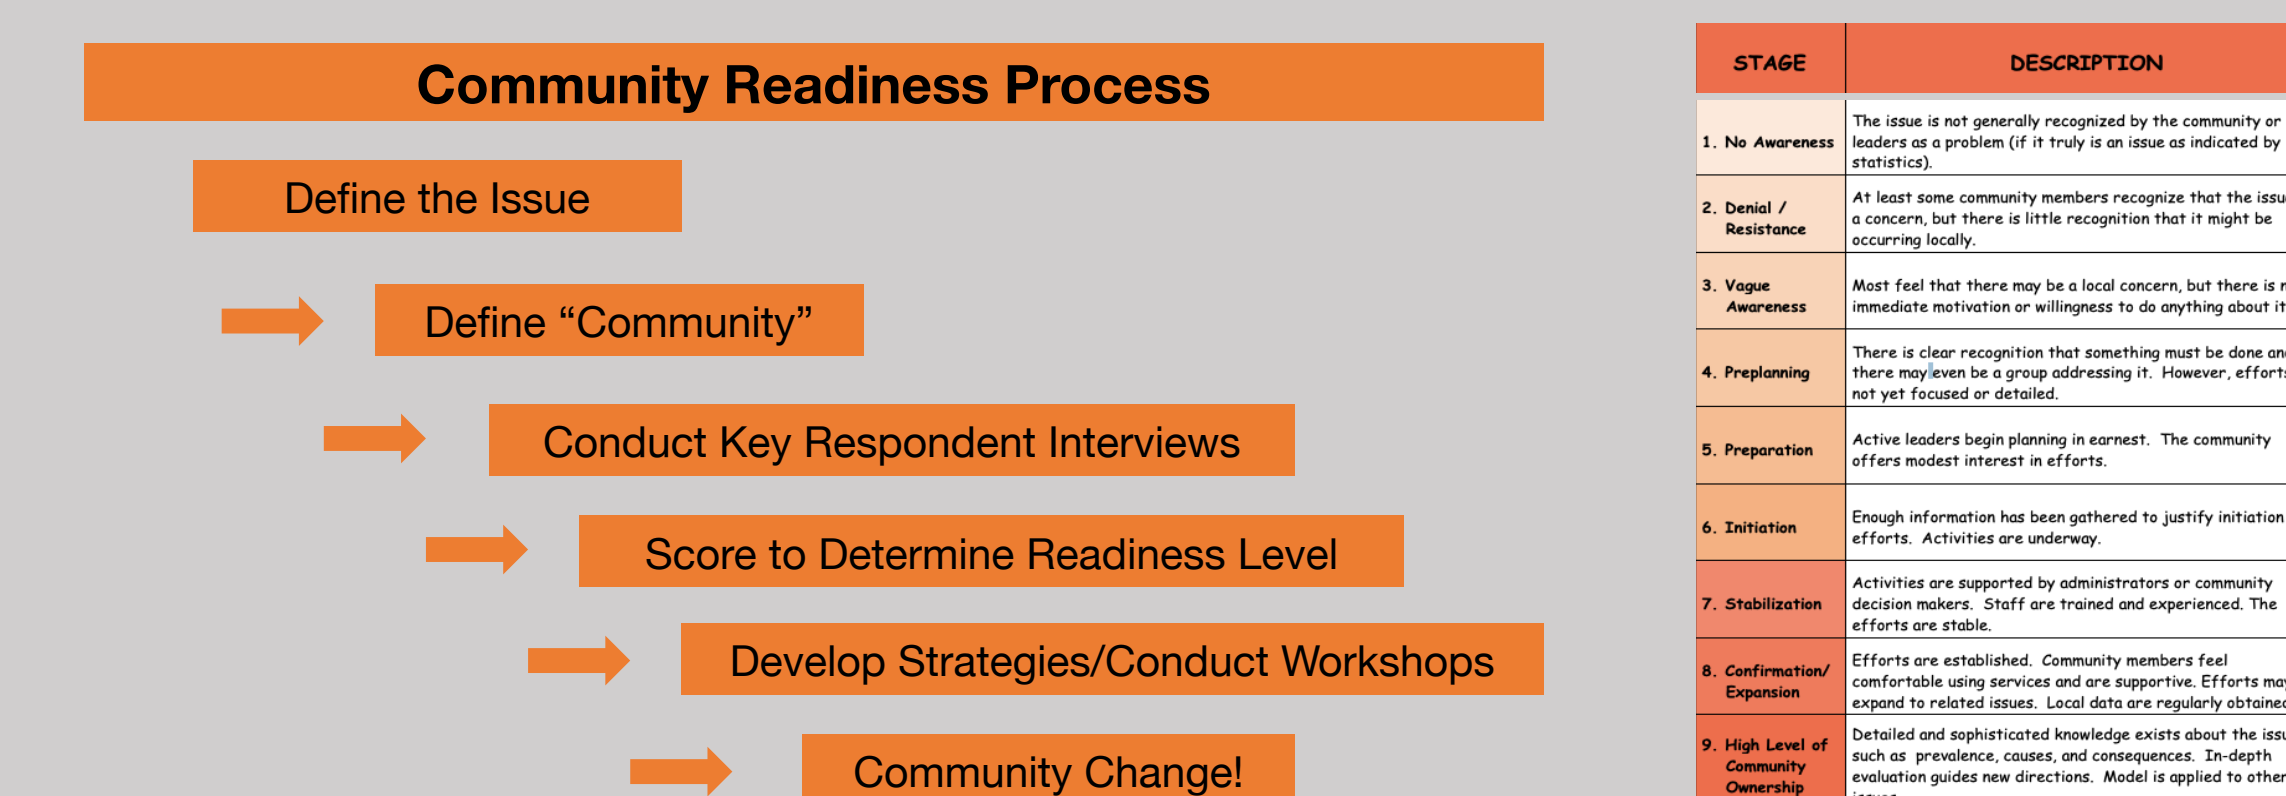 Community Readiness Process
Define the Issue
Define “Community”
Conduct Key Respondent Interviews
Score to Determine Readiness Level
Develop Strategies/Conduct Workshops
Community Change!
STAGE
DESCRIPTION
1. No Awareness
The issue is not generally recognized by the community or
leaders as a problem (if it truly is an issue as indicated by
statistics).
2. Denial /
Resistance
At least some community members recognize that the
a concern, but there is little recognition that it might be
occurring locally.
3. Vague
Awareness
Most feel that there may be a local concern, but there is
immediate motivation or willingness to do anything about it
4. Preplanning
There is clear recognition that something must be done
there may even be a group addressing it. However,
not yet focused or detailed.
5. Preparation
Active leaders begin planning in earnest. The community
offers modest interest in efforts.
6. Initiation
Enough information has been gathered to justify initiation
efforts. Activities are underway.
7. Stabilization
Activities are supported by administrators or community
decision makers. Staff are trained and experienced. The
efforts are stable.
8. Confirmation/
Expansion
Efforts are established. Community members feel
comfortable using services and are supportive. Efforts may
expand to related issues. Local data are regularly
9. High Level of
Community
Ownership
Detailed and sophisticated knowledge exists about the
such as prevalence, causes, and consequences. In-depth
evaluation guides new directions. Model is applied to other